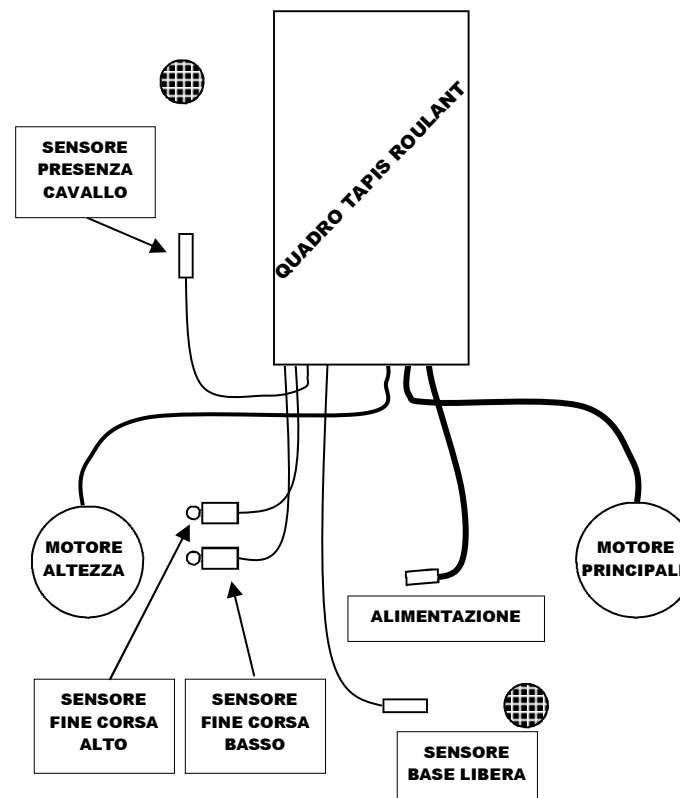 SENSORE
PRESENZA
CAVALLO
QUADRO TAPIS ROULANT
MOTORE
ALTEZZA
MOTORE
PRINCIPALE
ALIMENTAZIONE
SENSORE
FINE CORSA
ALTO
SENSORE
FINE CORSA
BASSO
SENSORE
BASE LIBERA